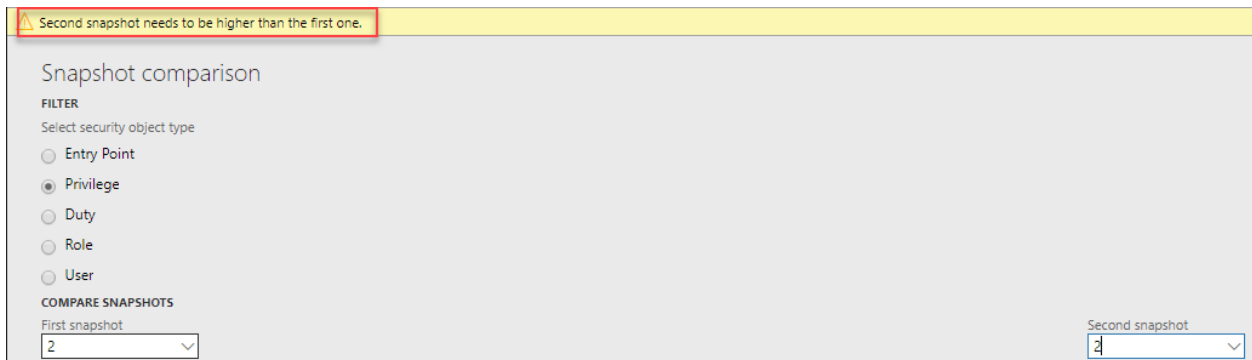 Second snapshot needs to be higher than the first one.
Snapshot comparison
FILTER
Select security object type
Entry Point
Privilege
Duty
Role
User
COMPARE SNAPSHOTS
First snapshot
2
Second snapshot
2